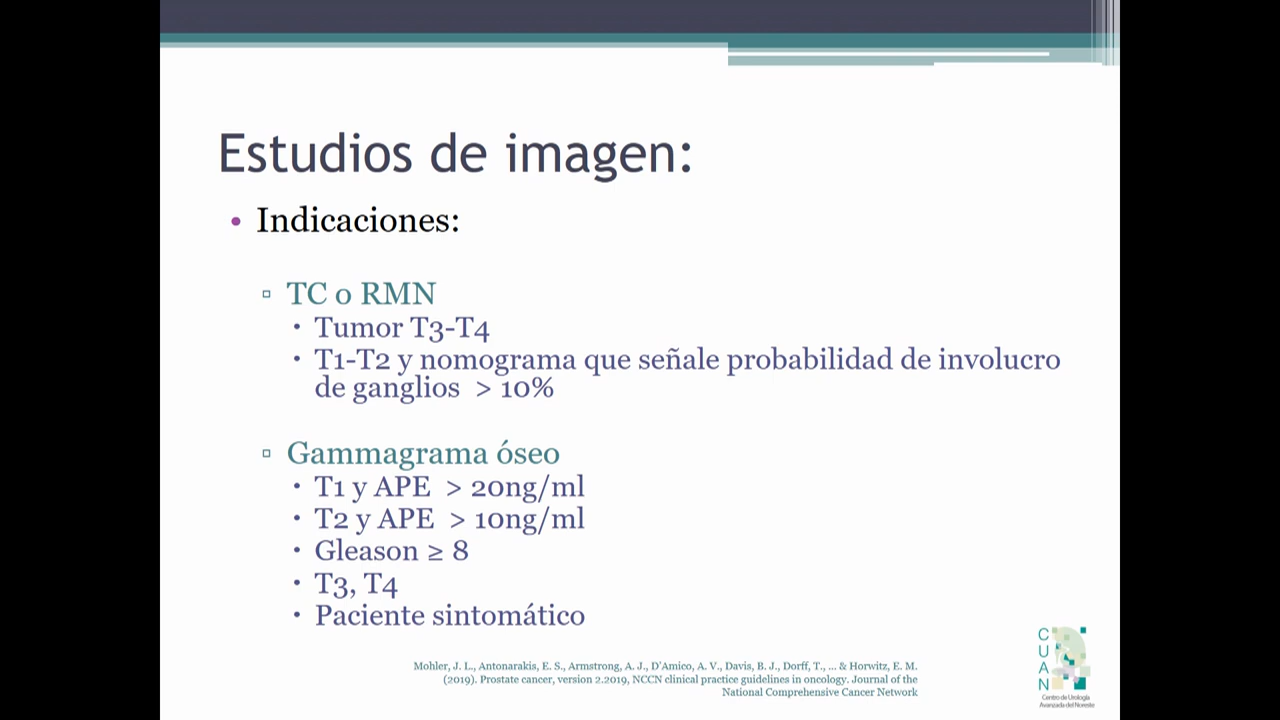 Estudios de imagen:
• Indicaciones:
▫ TC o RMN
• Tumor T3-T4
• T1-T2 y nomograma que señale probabilidad de involucro
de ganglios > 10%
▫ Gammagrama óseo
• T1 y APE > 20ng/ml
• T2 y APE > 10ng/ml
• Gleason ≥ 8
• T3, T4
• Paciente sintomático
Mohler, J. L., Antonarakis, E. S., Armstrong, A. J., D'Amico, A. V., Davis, B. J., Dorff, T., ... & Horwitz, E. M.
(2019). Prostate cancer, version 2.2019, NCCN clinical practice guidelines in oncology. Journal of the
National Comprehensive Cancer Network
CUAN
Centro de Urología
Avanzada del Noreste